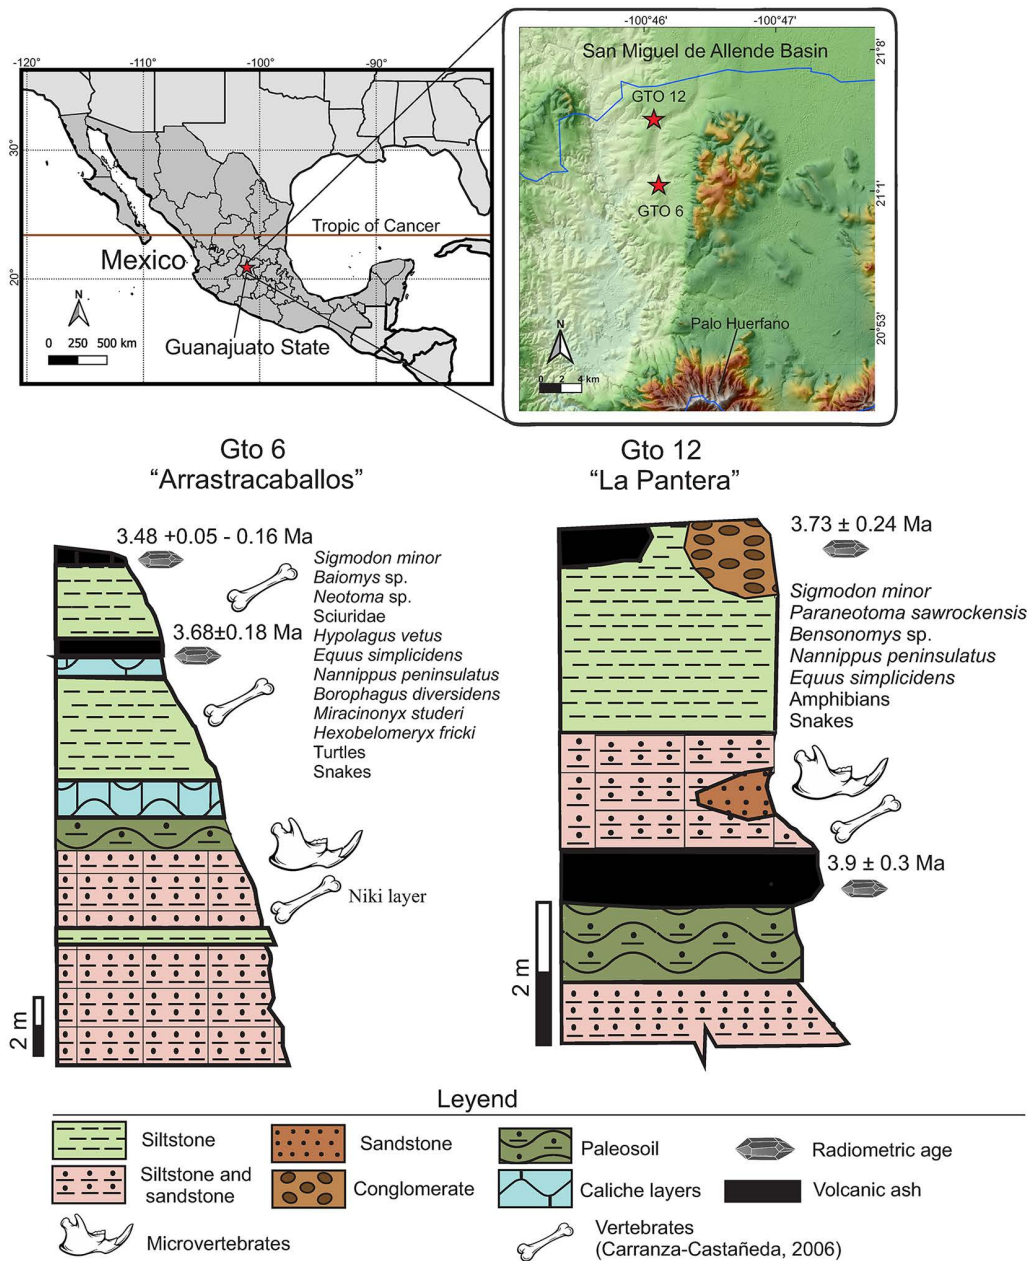 -120°
-110°
-100°
-90°
30°
20°
Tropic of Cancer
Mexico
N
0 250 500 km
Guanajuato State
-100°46'
-100°47'
San Miguel de Allende Basin
21°8'
GTO 12
21°1'
GTO 6
20°53'
Palo Huerfano
N
0 2 4 km
Gto 6
“Arrastracaballos”
3.48 +0.05 - 0.16 Ma
3.68±0.18 Ma
Sigmodon minor
Baiomys sp.
Neotoma sp.
Sciuridae
Hypolagus vetus
Equus simplicidens
Nannippus peninsulatus
Borophagus diversidens
Miracinonyx studeri
Hexobelomeryx fricki
Turtles
Snakes
Niki layer
2 m
Gto 12
“La Pantera”
3.73 ± 0.24 Ma
Sigmodon minor
Paraneotoma sawrockensis
Bensonomys sp.
Nannippus peninsulatus
Equus simplicidens
Amphibians
Snakes
3.9 ± 0.3 Ma
2 m
Leyend
Siltstone
Sandstone
Paleosoil
Radiometric age
Siltstone and
sandstone
Conglomerate
Caliche layers
Volcanic ash
Microvertebrates
Vertebrates
(Carranza-Castañeda, 2006)